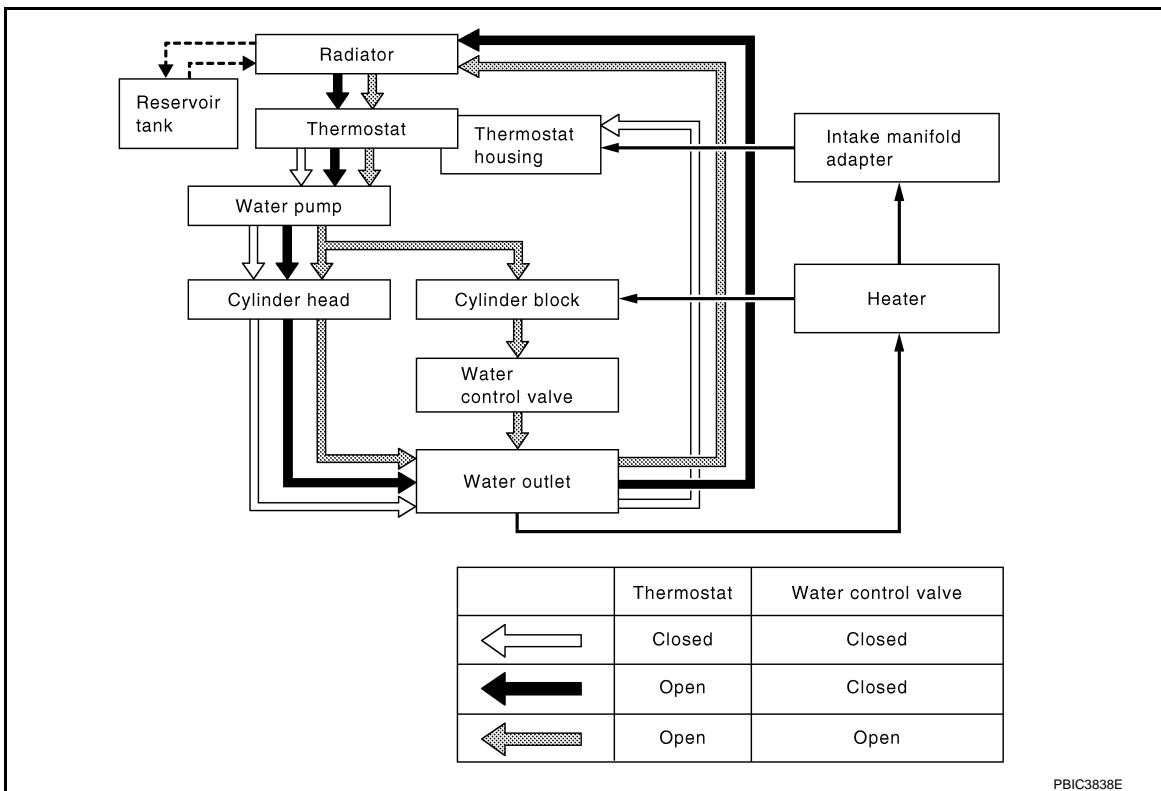 Radiator
Reservoir
tank
Thermostat
Thermostat
housing
Intake manifold
adapter
Water pump
Cylinder head
Cylinder block
Heater
Water
control valve
Water outlet
Thermostat Water control valve
Closed Closed
Open Closed
Open Open
PBIC3838E